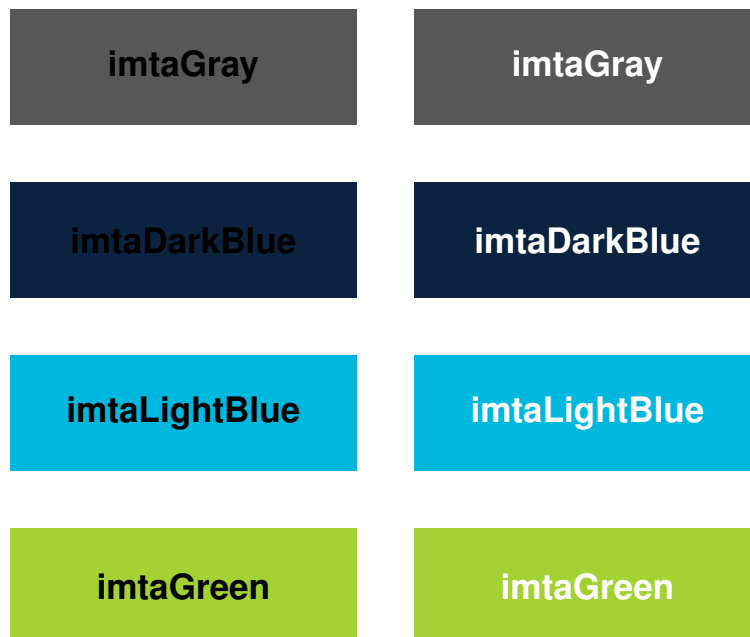 imtaGray
imtaGray
imtaDarkBlue
imtaDarkBlue
imtaLightBlue
imtaLightBlue
imtaGreen
imtaGreen